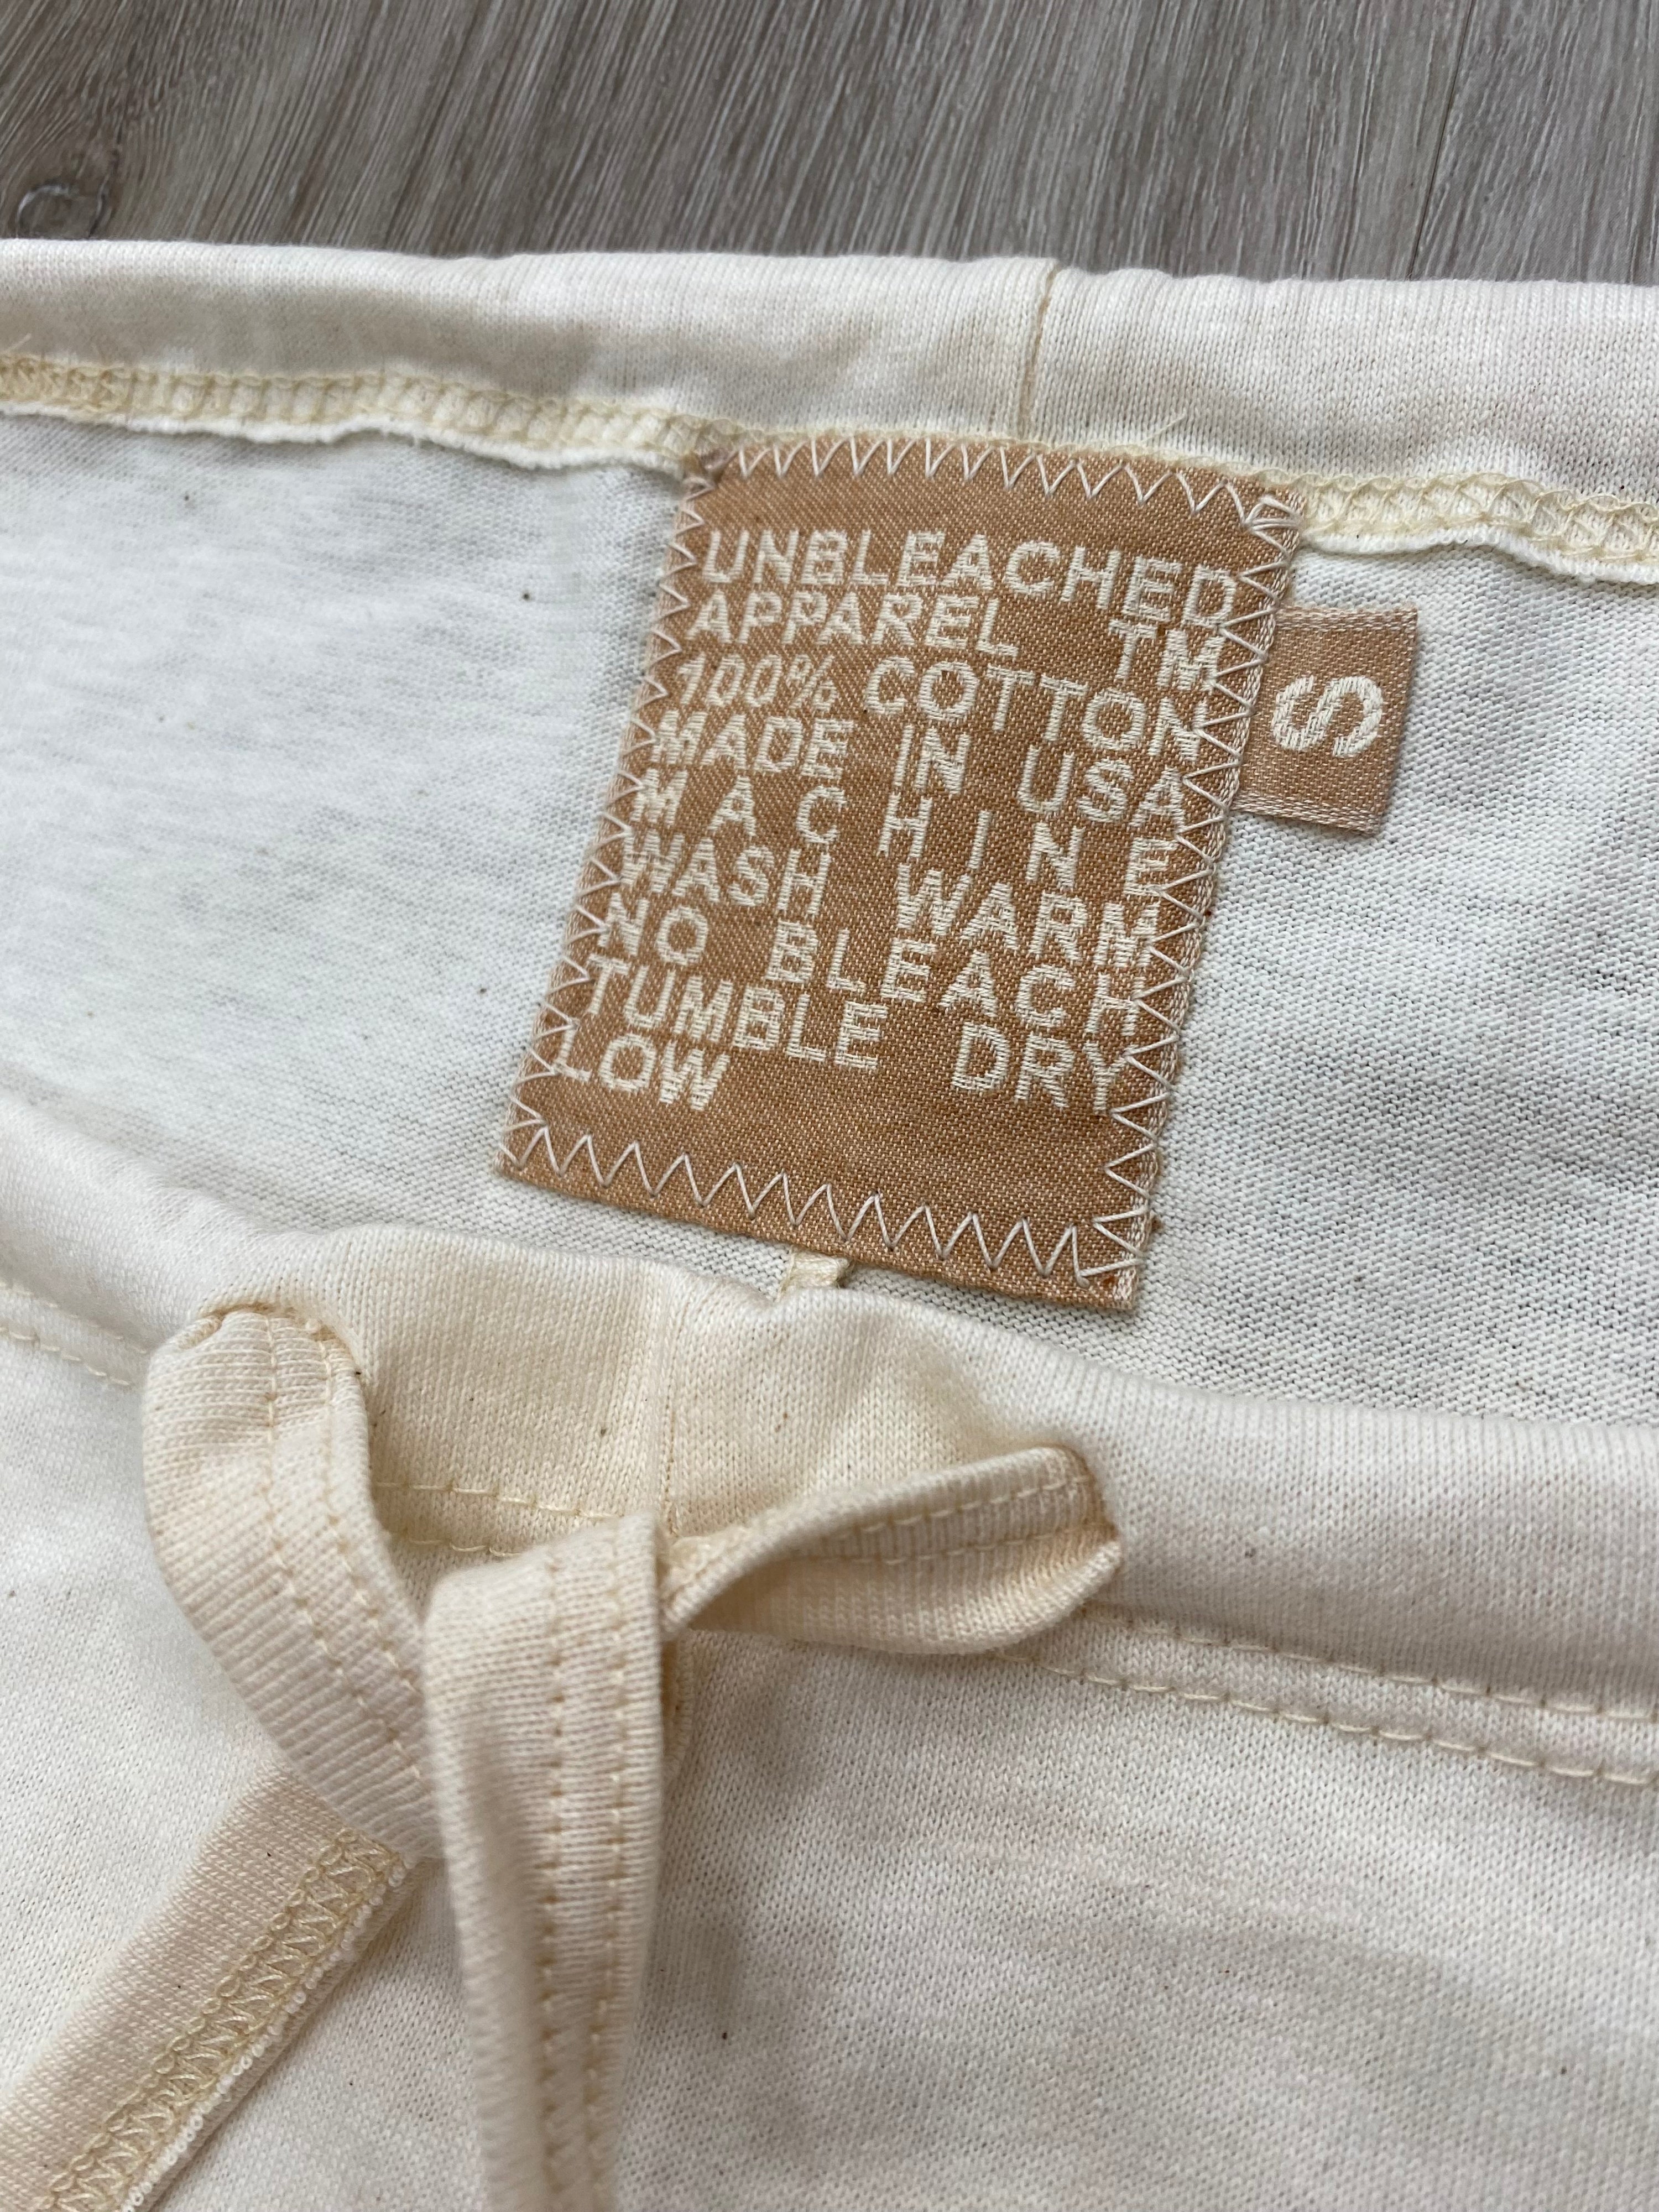 UNBLEACHED
APPAREL TM
100% COTTON
MADE IN USA
MACHINE
WASH WARM
NO BLEACH
TUMBLE DRY
LOW
S